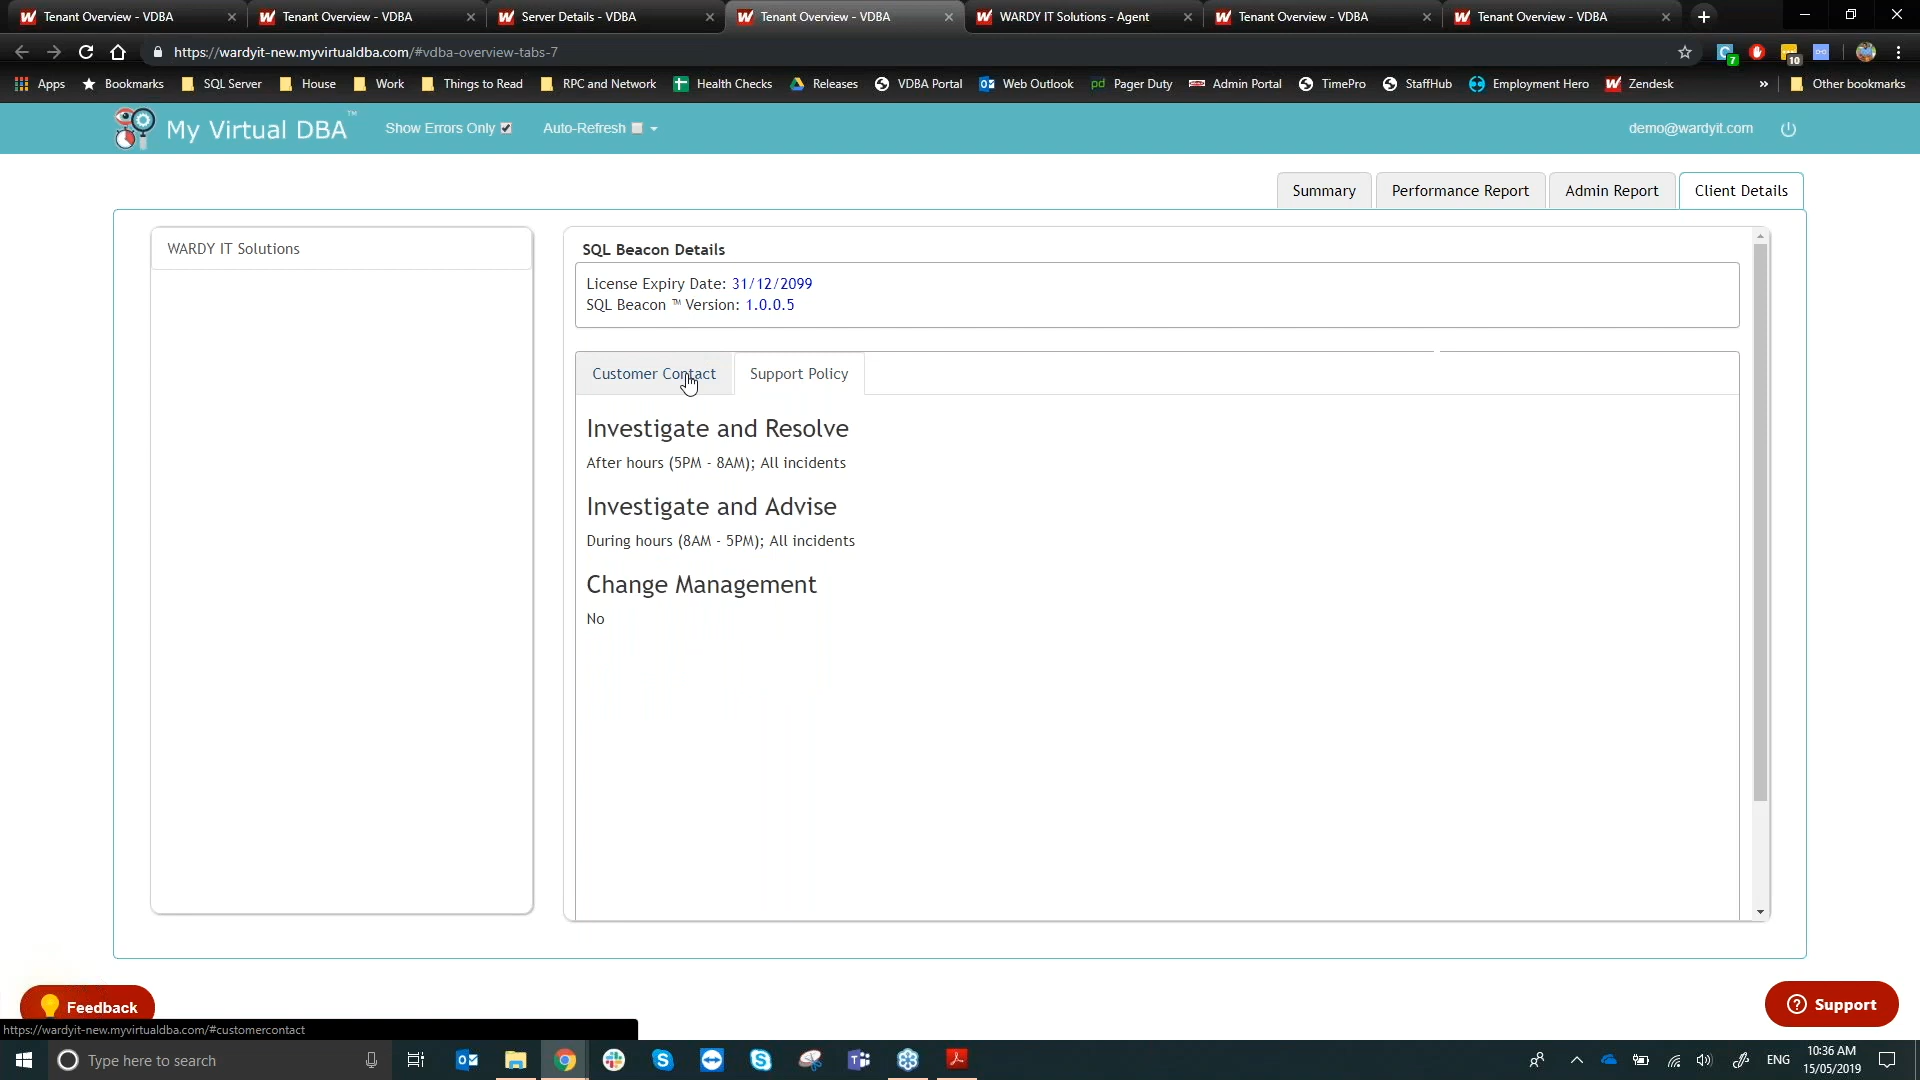 Tenant Overview - VDBA
Tenant Overview - VDBA
Server Details - VDBA
Tenant Overview - VDBA
WARDY IT Solutions - Agent
Tenant Overview - VDBA
Tenant Overview - VDBA
https://wardyit-new.myvirtualdba.com/#vdba-overview-tabs-7
7
10
Apps
Bookmarks
SQL Server
House
Work
Things to Read
RPC and Network
Health Checks
Releases
VDBA Portal
Web Outlook
pd Pager Duty
Admin Portal
TimePro
StaffHub
Employment Hero
Zendesk
»
Other bookmarks
My Virtual DBA™
Show Errors Only
Auto-Refresh
demo@wardyit.com
Summary
Performance Report
Admin Report
Client Details
WARDY IT Solutions
SQL Beacon Details
License Expiry Date: 31/12/2099
SQL Beacon ™ Version: 1.0.0.5
Customer Contact
Support Policy
Investigate and Resolve
After hours (5PM - 8AM); All incidents
Investigate and Advise
During hours (8AM - 5PM); All incidents
Change Management
No
Feedback
Support
https://wardyit-new.myvirtualdba.com/#customercontact
Type here to search
ENG
10:36 AM
15/05/2019